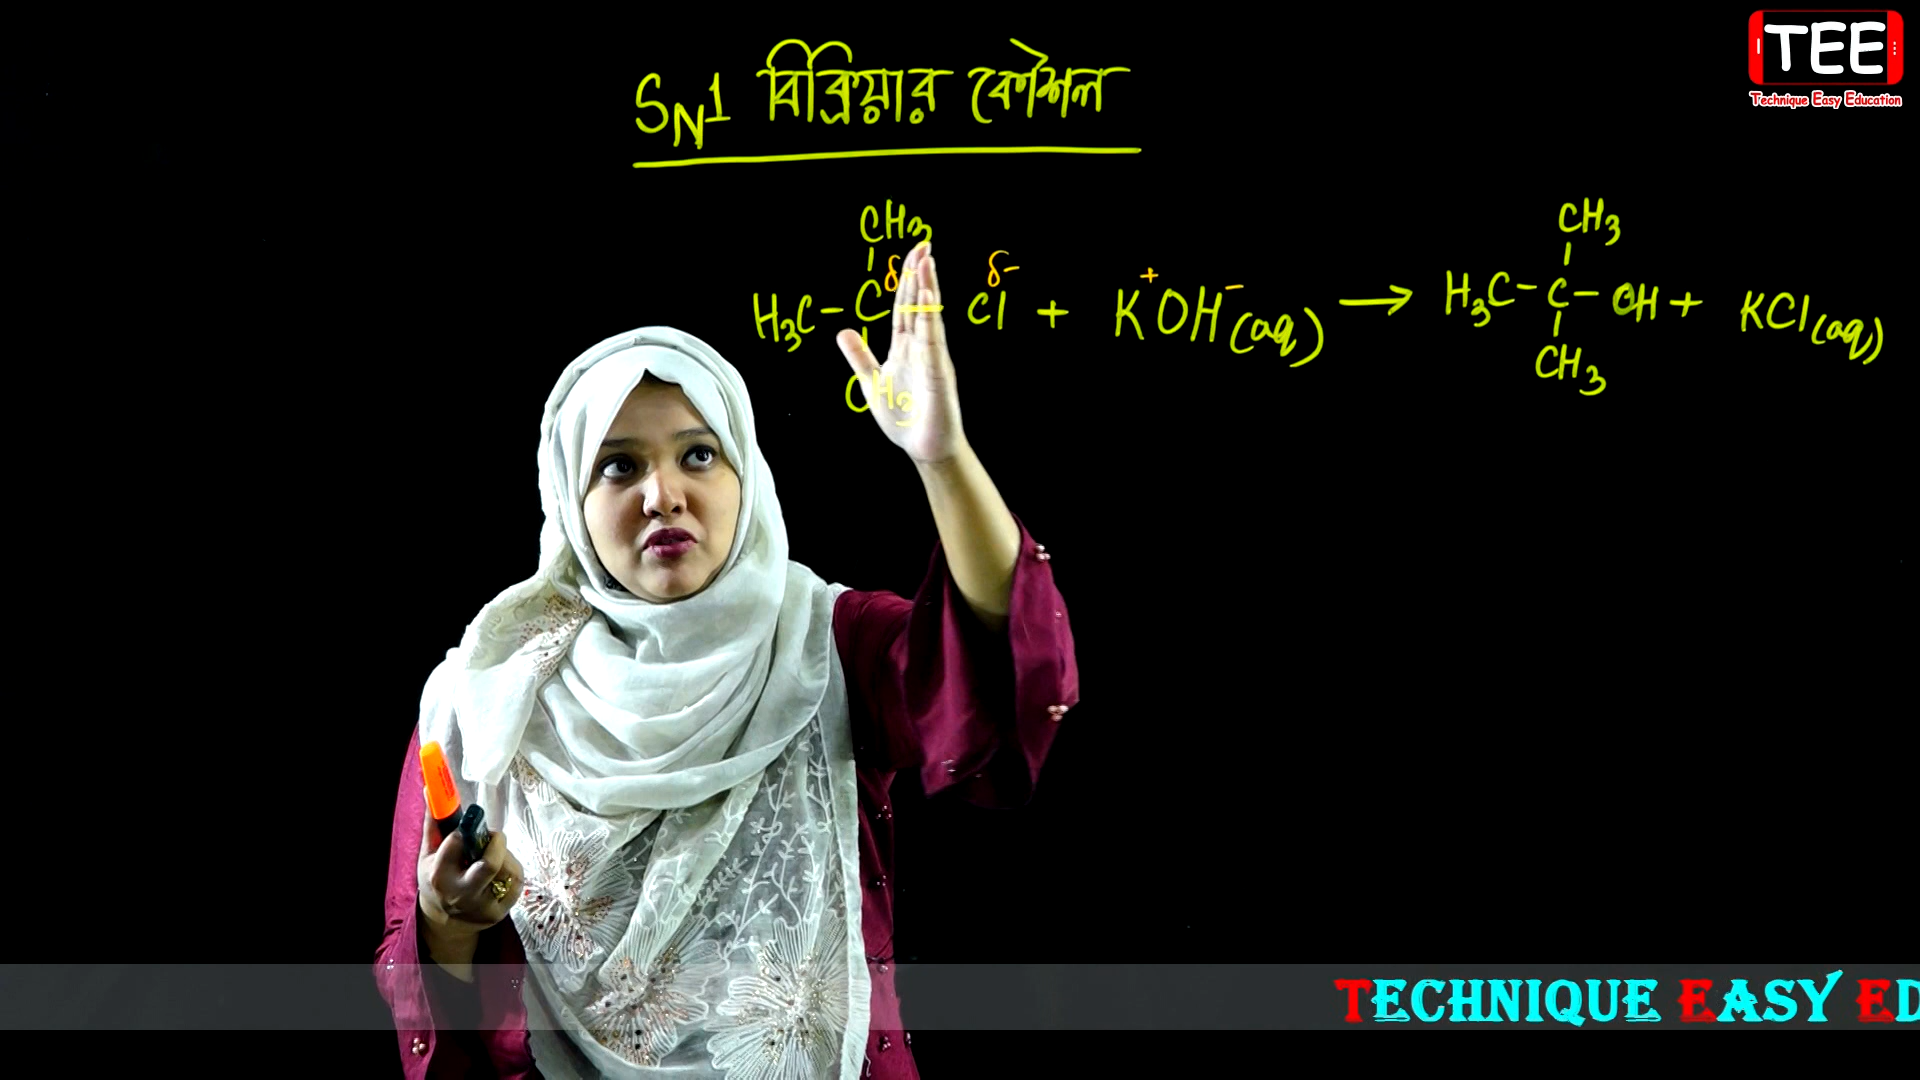 TEE
Technique Easy Education
SN1 বিক্রিয়ার কৌশল
CH3 CH3
H3C - C - Cl + K+OH-(aq) → H3C - C - OH + KCl(aq)
δ δ-
CH3 CH3
TECHNIQUE EASY ED